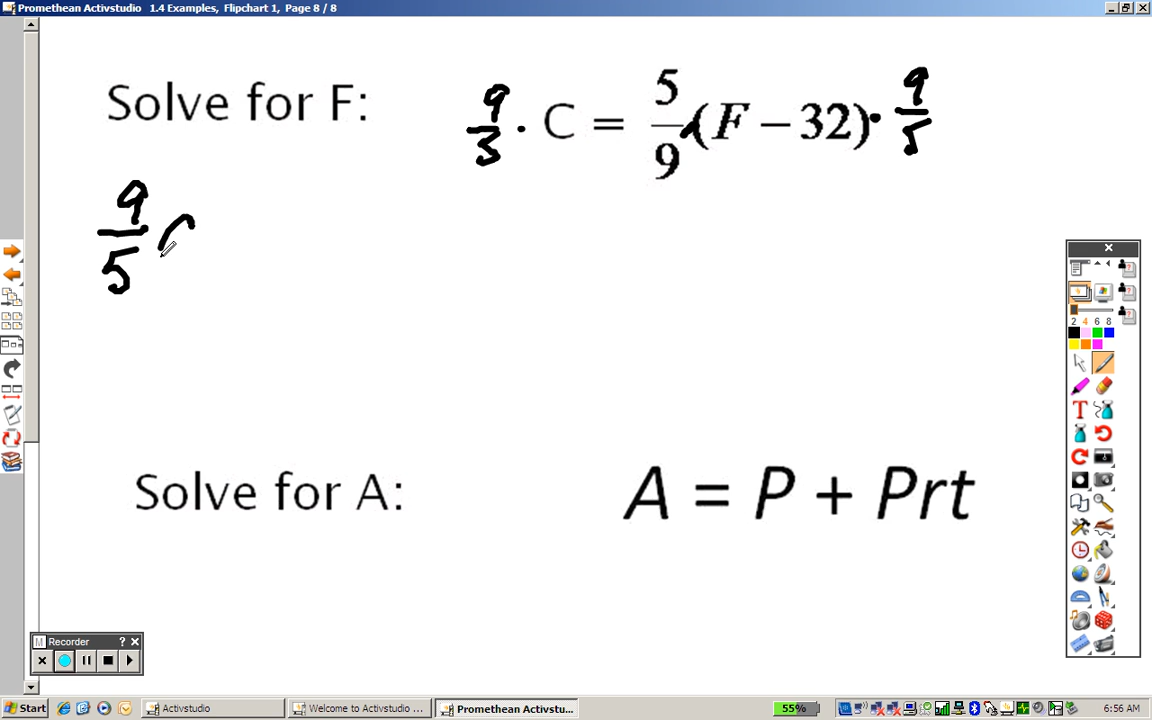 Promethean Activstudio 1.4 Examples, Flipchart 1, Page 8 / 8
Solve for F: 9/3 · C = 5/9 (F − 32) · 9/5
9/5 C
Solve for A: A = P + Prt
2 4 6 8
T
M Recorder ? ×
Start Activstudio Welcome to Activstudio ... Promethean Activstu... 55% 6:56 AM